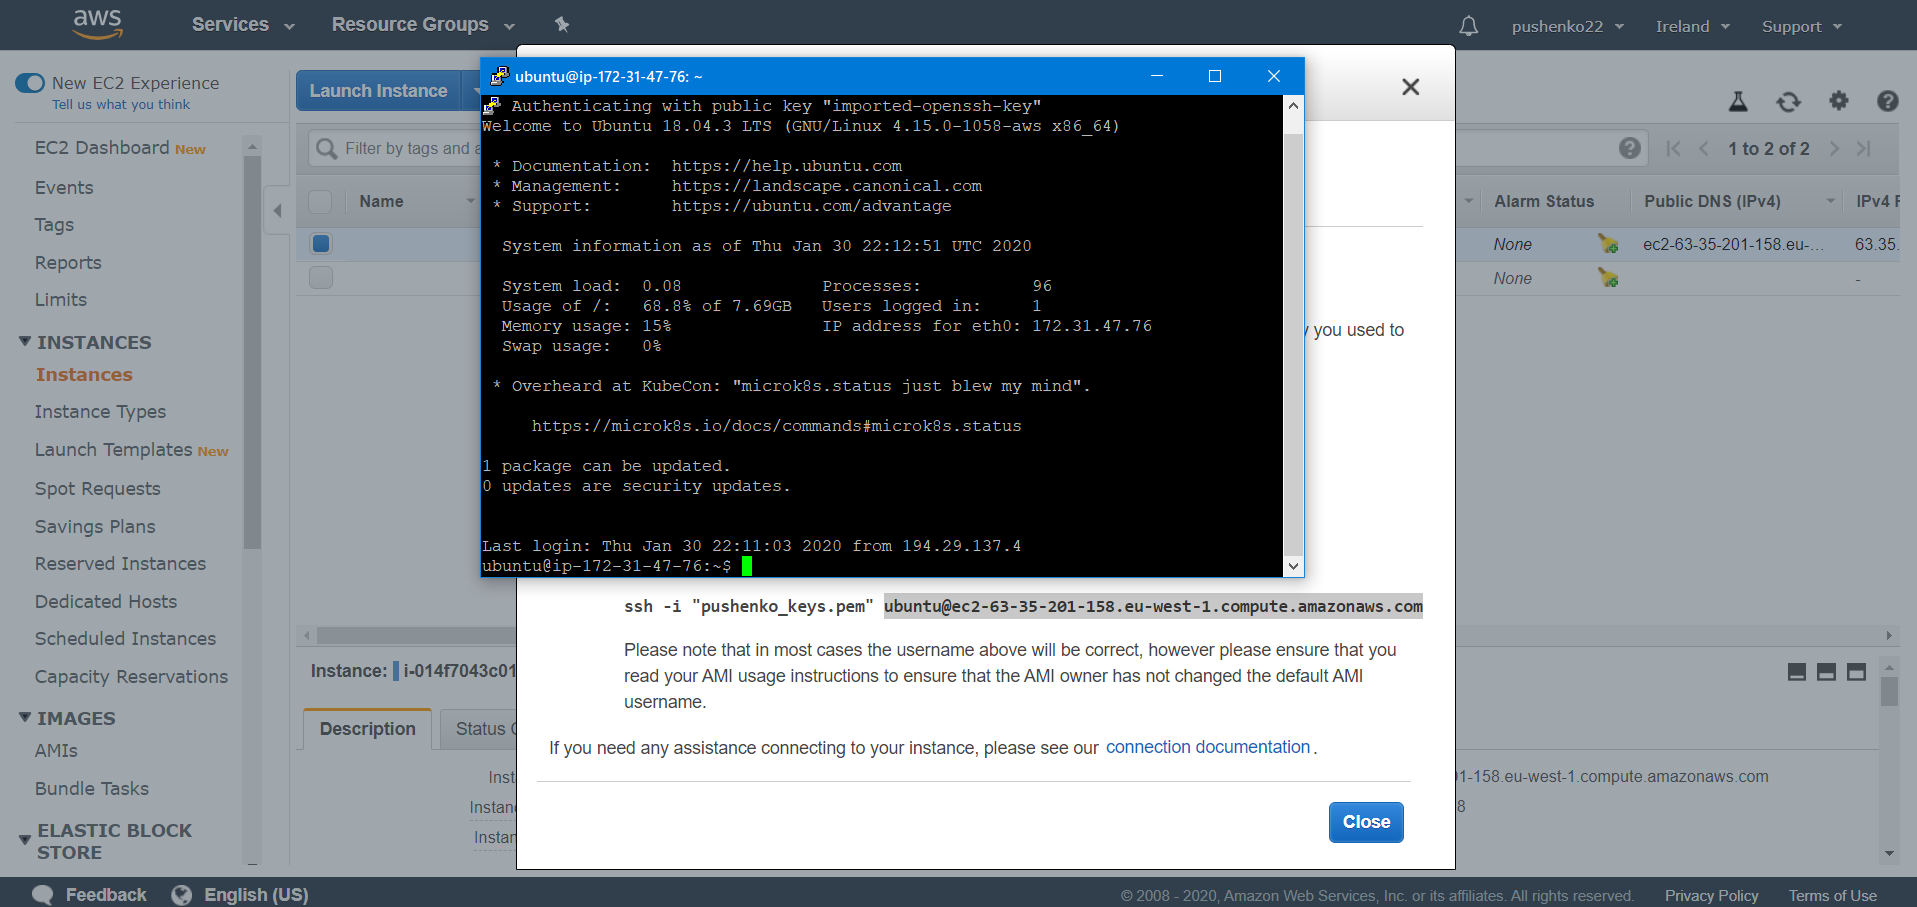 aws
Services
Resource Groups
pushenko22
Ireland
Support
New EC2 Experience
Tell us what you think
EC2 Dashboard New
Events
Tags
Reports
Limits
INSTANCES
Instances
Instance Types
Launch Templates New
Spot Requests
Savings Plans
Reserved Instances
Dedicated Hosts
Scheduled Instances
Capacity Reservations
IMAGES
AMIs
Bundle Tasks
ELASTIC BLOCK
STORE
Launch Instance
Filter by tags and
1 to 2 of 2
Name
Alarm Status
Public DNS (IPv4)
IPv4
None
ec2-63-35-201-158.eu-...
63.35.
None
-
ubuntu@ip-172-31-47-76: ~
Authenticating with public key "imported-openssh-key"
Welcome to Ubuntu 18.04.3 LTS (GNU/Linux 4.15.0-1058-aws x86_64)
* Documentation: https://help.ubuntu.com
* Management: https://landscape.canonical.com
* Support: https://ubuntu.com/advantage
System information as of Thu Jan 30 22:12:51 UTC 2020
System load: 0.08 Processes: 96
Usage of /: 68.8% of 7.69GB Users logged in: 1
Memory usage: 15% IP address for eth0: 172.31.47.76
Swap usage: 0%
* Overheard at KubeCon: "microk8s.status just blew my mind".
https://microk8s.io/docs/commands#microk8s.status
1 package can be updated.
0 updates are security updates.
Last login: Thu Jan 30 22:11:03 2020 from 194.29.137.4
ubuntu@ip-172-31-47-76:~$
you used to
ssh -i "pushenko_keys.pem" ubuntu@ec2-63-35-201-158.eu-west-1.compute.amazonaws.com
Please note that in most cases the username above will be correct, however please ensure that you
read your AMI usage instructions to ensure that the AMI owner has not changed the default AMI
username.
If you need any assistance connecting to your instance, please see our connection documentation.
Close
Instance: i-014f7043c01
Description
Status
Inst
Instan
Instan
1-158.eu-west-1.compute.amazonaws.com
8
Feedback
English (US)
© 2008 - 2020, Amazon Web Services, Inc. or its affiliates. All rights reserved.
Privacy Policy
Terms of Use